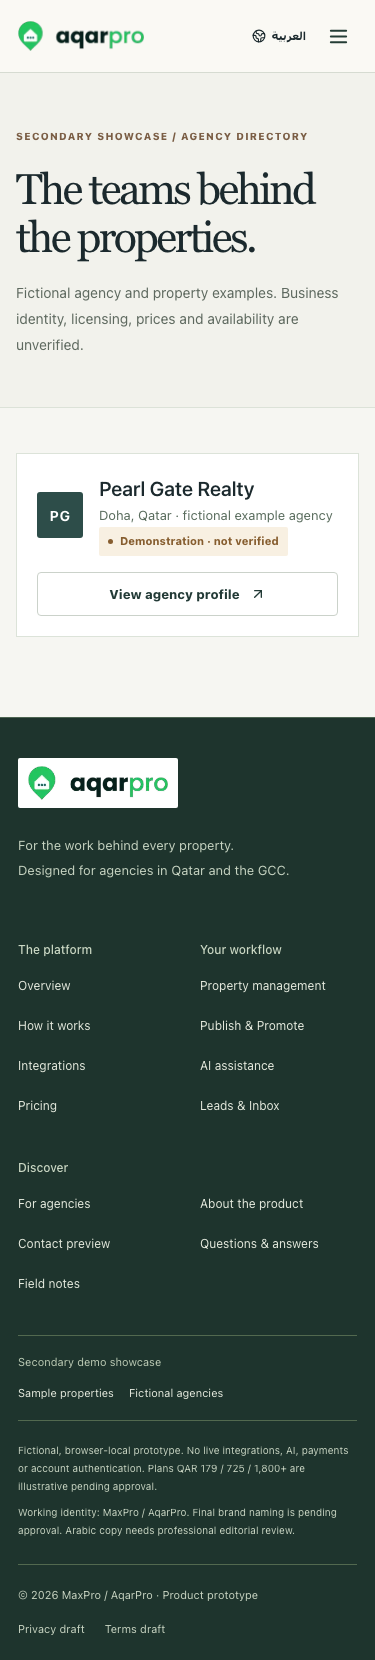 aqarpro
العربية
SECONDARY SHOWCASE / AGENCY DIRECTORY
The teams behind
the properties.
Fictional agency and property examples. Business
identity, licensing, prices and availability are
unverified.
PG
Pearl Gate Realty
Doha, Qatar · fictional example agency
Demonstration · not verified
View agency profile
aqarpro
For the work behind every property.
Designed for agencies in Qatar and the GCC.
The platform
Overview
How it works
Integrations
Pricing
Your workflow
Property management
Publish & Promote
AI assistance
Leads & Inbox
Discover
For agencies
About the product
Contact preview
Questions & answers
Field notes
Secondary demo showcase
Sample properties
Fictional agencies
Fictional, browser-local prototype. No live integrations, AI, payments
or account authentication. Plans QAR 179 / 725 / 1,800+ are
illustrative pending approval.
Working identity: MaxPro / AqarPro. Final brand naming is pending
approval. Arabic copy needs professional editorial review.
© 2026 MaxPro / AqarPro · Product prototype
Privacy draft
Terms draft